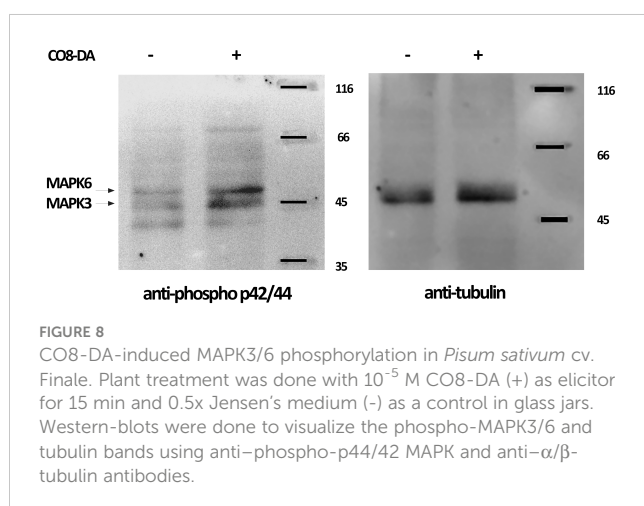 CO8-DA - + - +
116 116
66 66
MAPK6
MAPK3 45 45
35
anti-phospho p42/44 anti-tubulin
FIGURE 8
CO8-DA-induced MAPK3/6 phosphorylation in Pisum sativum cv.
Finale. Plant treatment was done with 10⁻⁵ M CO8-DA (+) as elicitor
for 15 min and 0.5x Jensen’s medium (-) as a control in glass jars.
Western-blots were done to visualize the phospho-MAPK3/6 and
tubulin bands using anti–phospho-p44/42 MAPK and anti–α/β-
tubulin antibodies.